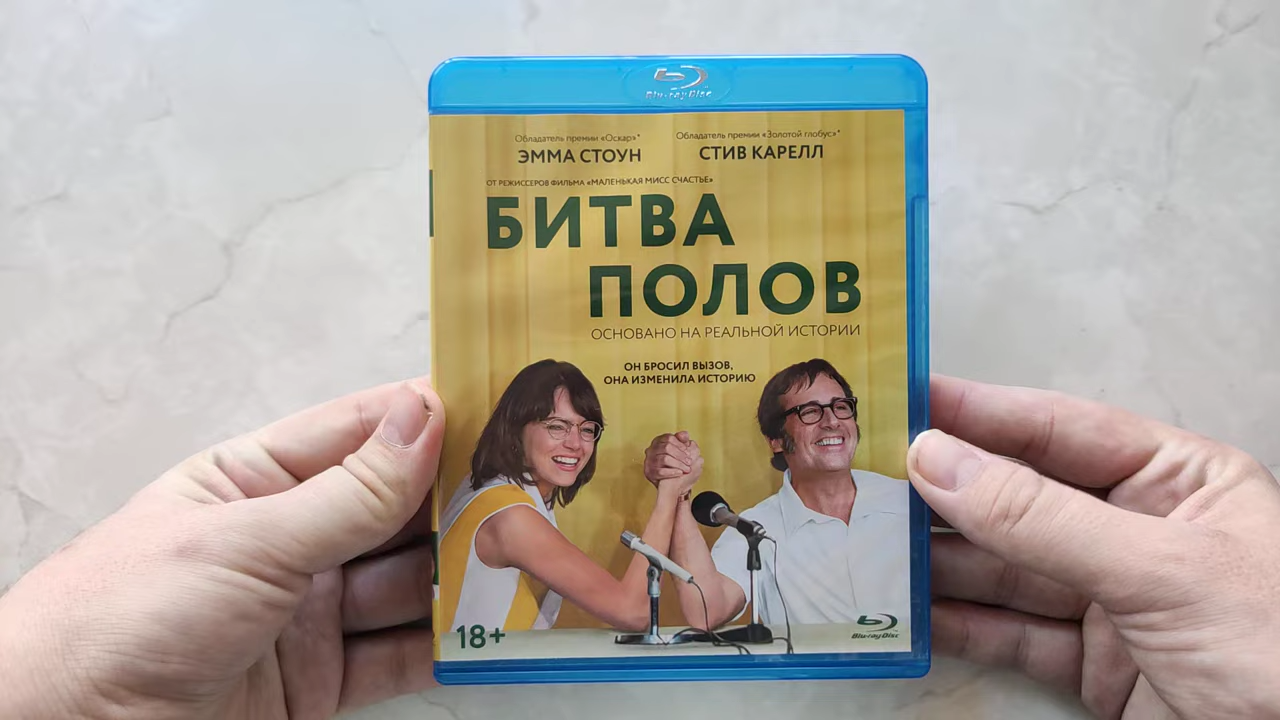 Blu-ray Disc
Обладатель премии «Оскар»*
ЭММА СТОУН
Обладатель премии «Золотой глобус»*
СТИВ КАРЕЛЛ
ОТ РЕЖИССЕРОВ ФИЛЬМА «МАЛЕНЬКАЯ МИСС СЧАСТЬЕ»
БИТВА
ПОЛОВ
ОСНОВАНО НА РЕАЛЬНОЙ ИСТОРИИ
ОН БРОСИЛ ВЫЗОВ,
ОНА ИЗМЕНИЛА ИСТОРИЮ
18+
Blu-ray Disc